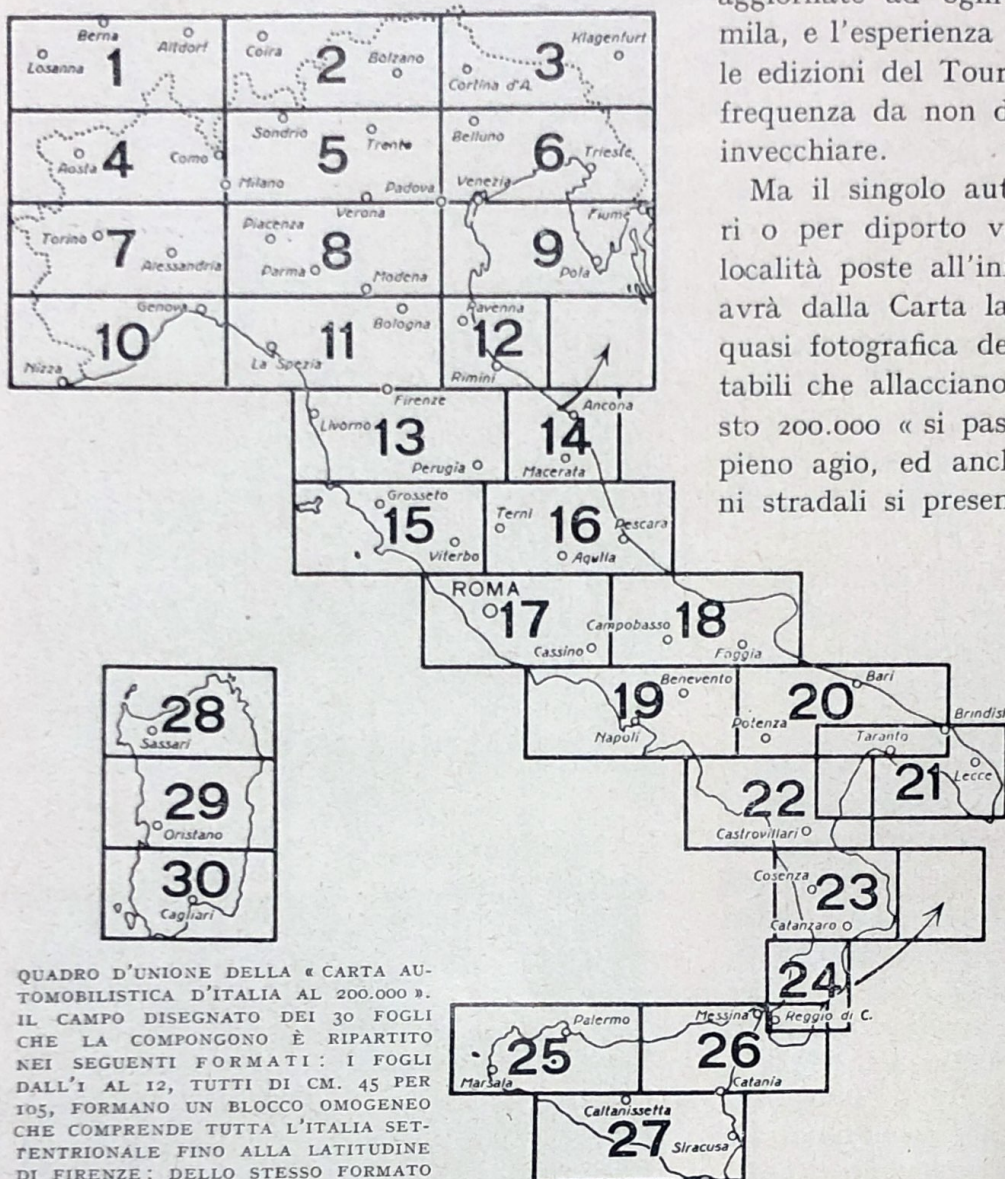 Berna
Altdorf
Losanna
1
Coira
2
Bolzano
3
Klagenfurt
Cortina d'A.
4
Aosta
Como
Sondrio
5
Trento
Milano
Padova
Verona
Belluno
6
Trieste
Venezia
Torino
7
Alessandria
Piacenza
8
Parma
Modena
Fiume
9
Pola
Genova
10
Nizza
11
Bologna
La Spezia
Firenze
Ravenna
12
Rimini
Livorno
13
Perugia
Ancona
14
Macerata
Grosseto
15
Viterbo
Terni
16
Pescara
Aquila
ROMA
17
Cassino
Campobasso
18
Foggia
19
Benevento
Napoli
20
Bari
Potenza
Brindisi
Taranto
21
Lecce
22
Castrovillari
Cosenza
23
Catanzaro
24
Reggio di C.
Messina
Palermo
25
Marsala
26
Catania
Caltanissetta
27
Siracusa
28
Sassari
29
Oristano
30
Cagliari
QUADRO D'UNIONE DELLA « CARTA AU-
TOMOBILISTICA D'ITALIA AL 200.000 ».
IL CAMPO DISEGNATO DEI 30 FOGLI
CHE LA COMPONGONO È RIPARTITO
NEI SEGUENTI FORMATI: I FOGLI
DALL'1 AL 12, TUTTI DI CM. 45 PER
105, FORMANO UN BLOCCO OMOGENEO
CHE COMPRENDE TUTTA L'ITALIA SET-
TENTRIONALE FINO ALLA LATITUDINE
DI FIRENZE: DELLO STESSO FORMATO
mila, e l'esperienza
le edizioni del Tour
frequenza da non
invecchiare.
Ma il singolo aut
ri o per diporto v
località poste all'in
avrà dalla Carta la
quasi fotografica de
tabili che allacciano
sto 200.000 « si pas
pieno agio, ed anch
ni stradali si presen